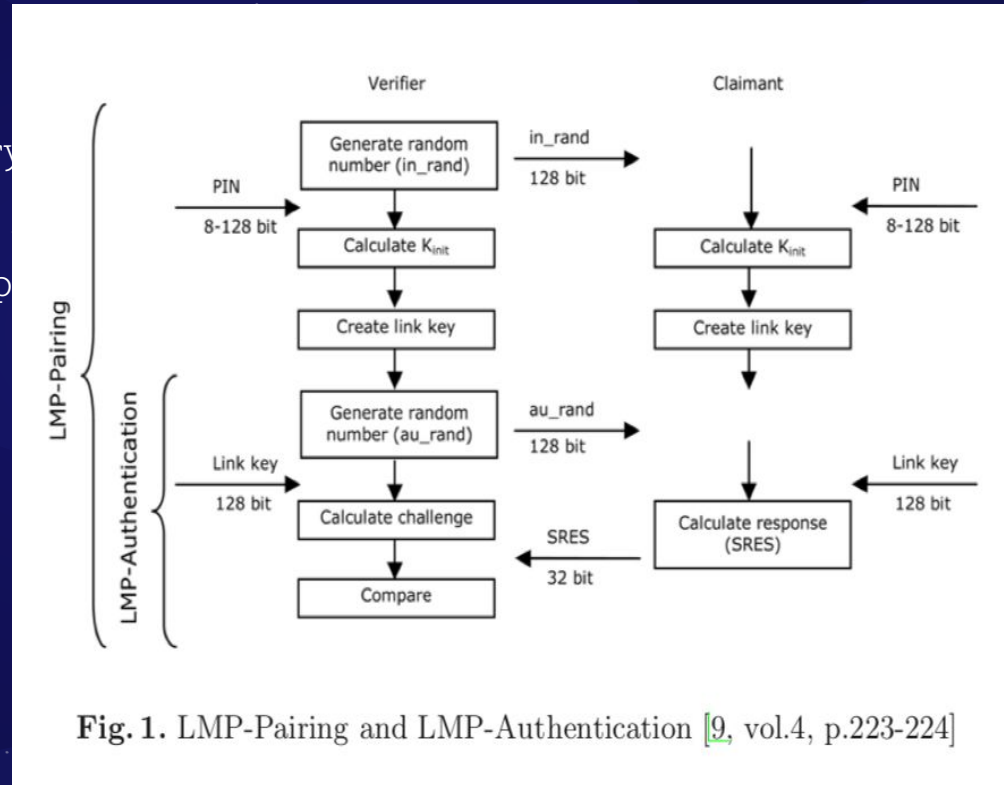 Verifier
Claimant
Generate random
number (in_rand)
in_rand
128 bit
PIN
8-128 bit
PIN
8-128 bit
Calculate Kinit
Calculate Kinit
Create link key
Create link key
LMP-Pairing
LMP-Authentication
Generate random
number (au_rand)
au_rand
128 bit
Link key
128 bit
Link key
128 bit
Calculate challenge
Calculate response
(SRES)
SRES
32 bit
Compare
Fig. 1. LMP-Pairing and LMP-Authentication [9, vol.4, p.223-224]